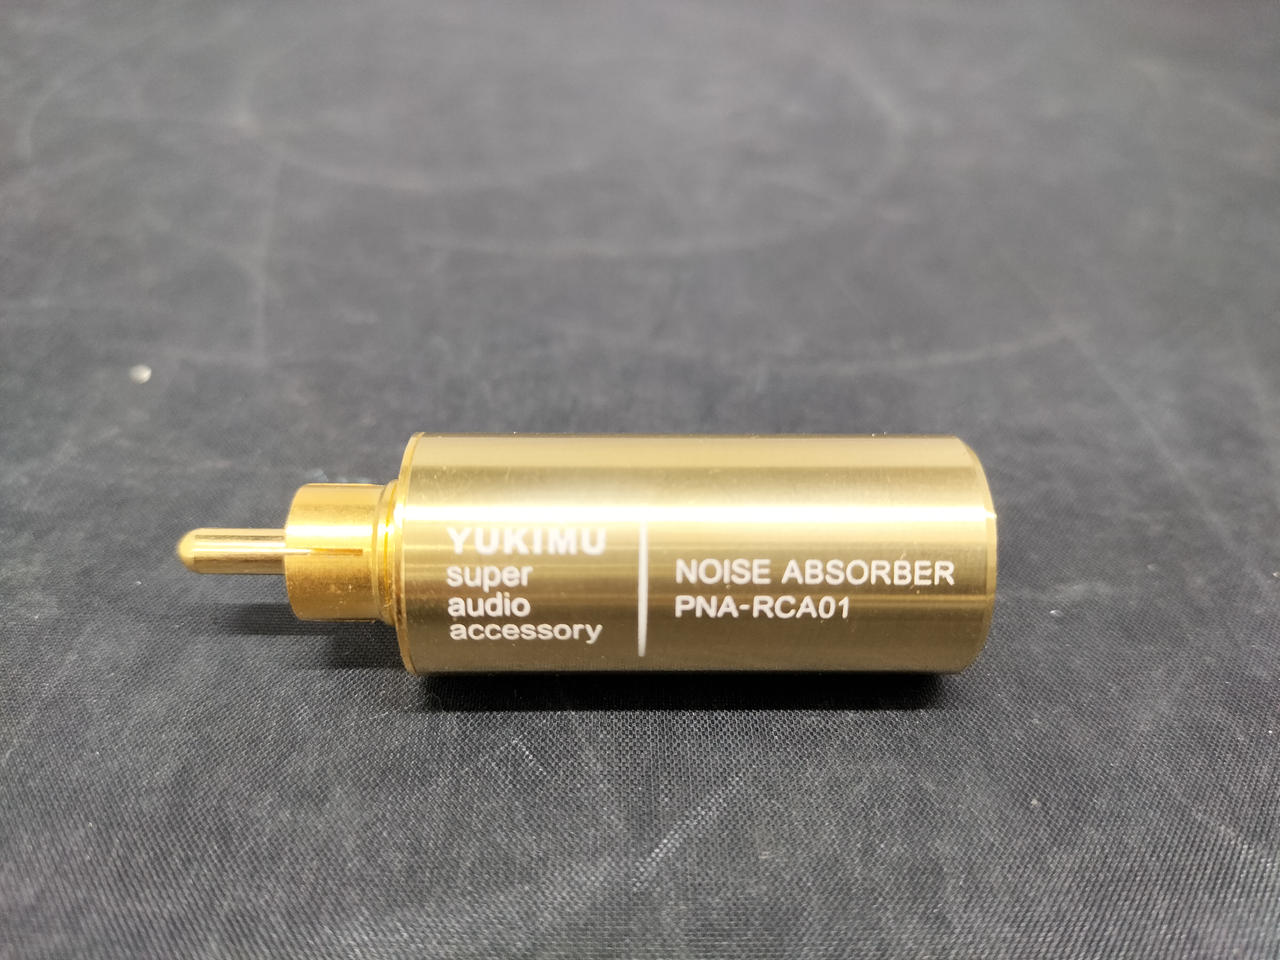 YUKIMU
super
audio
accessory
NOISE ABSORBER
PNA-RCA01